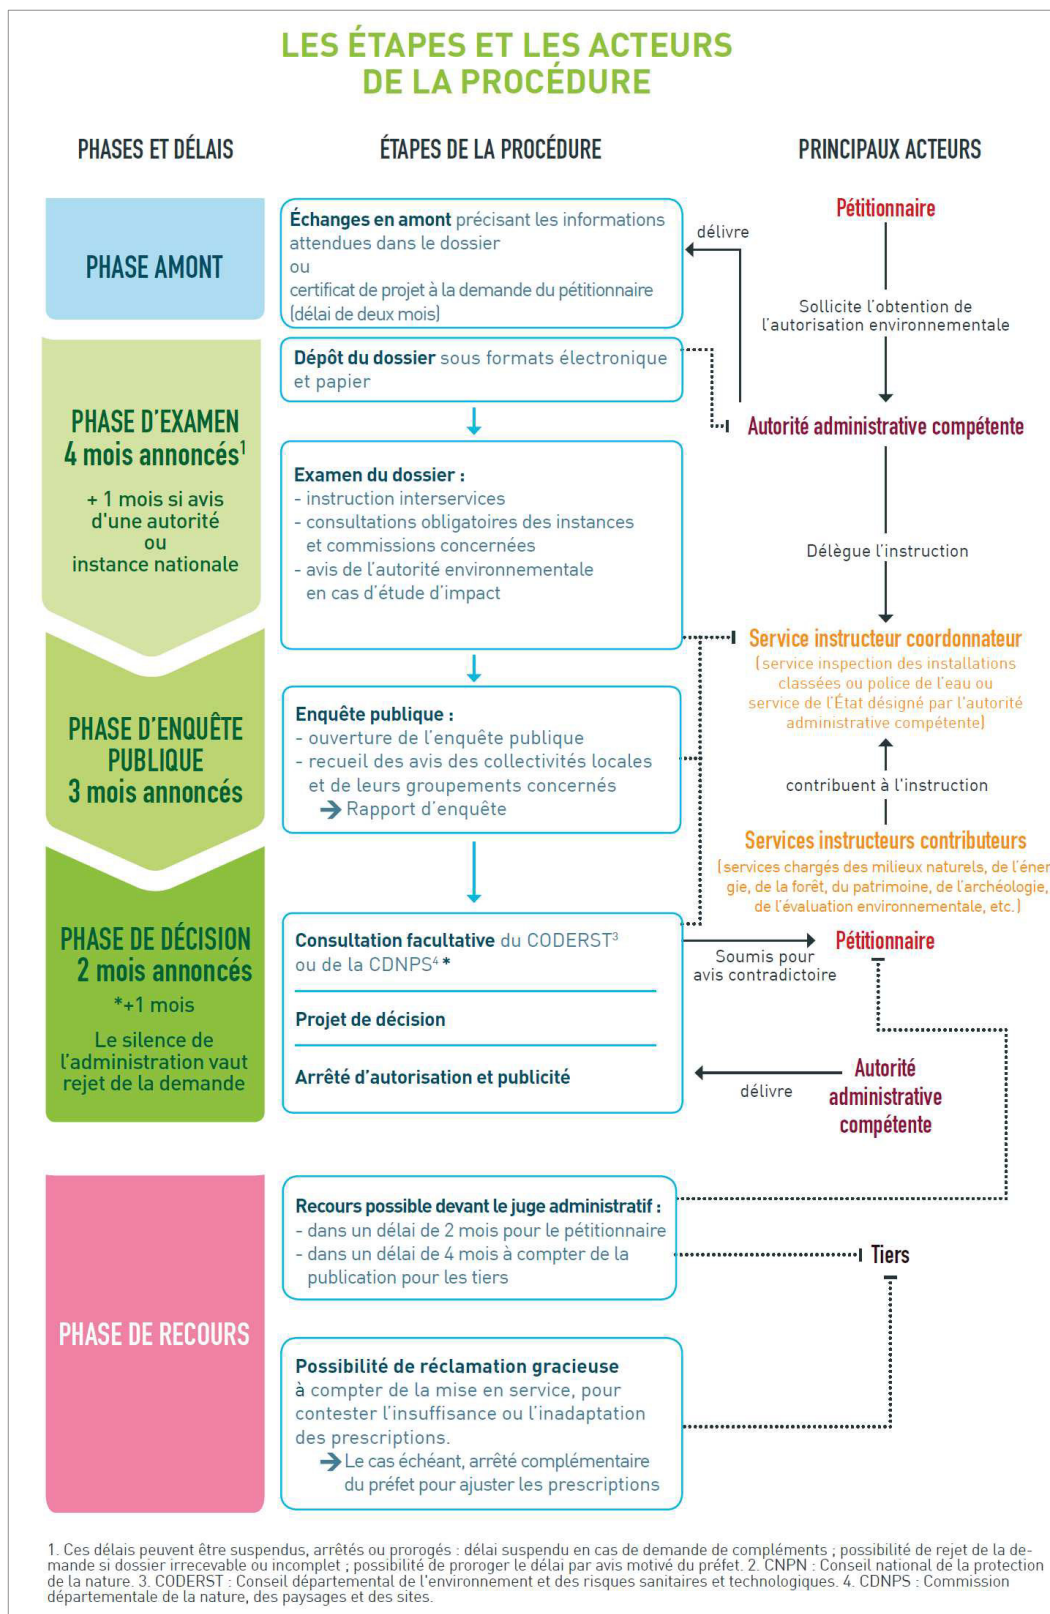 LES ÉTAPES ET LES ACTEURS
DE LA PROCÉDURE
PHASES ET DÉLAIS
ÉTAPES DE LA PROCÉDURE
PRINCIPAUX ACTEURS
PHASE AMONT
Échanges en amont précisant les informations
attendues dans le dossier
ou
certificat de projet à la demande du pétitionnaire
(délai de deux mois)
délivre
Pétitionnaire
Sollicite l'obtention de
l'autorisation environnementale
PHASE D'EXAMEN
4 mois annoncés¹
+ 1 mois si avis
d'une autorité
ou
instance nationale
Dépôt du dossier sous formats électronique
et papier
Autorité administrative compétente
Examen du dossier :
- instruction interservices
- consultations obligatoires des instances
et commissions concernées
- avis de l'autorité environnementale
en cas d'étude d'impact
Délègue l'instruction
Service instructeur coordonnateur
(service inspection des installations
classées ou police de l'eau ou
service de l'État désigné par l'autorité
administrative compétente)
PHASE D'ENQUÊTE
PUBLIQUE
3 mois annoncés
Enquête publique :
- ouverture de l'enquête publique
- recueil des avis des collectivités locales
et de leurs groupements concernés
→ Rapport d'enquête
contribuent à l'instruction
Services instructeurs contributeurs
(services chargés des milieux naturels, de l'éner
gie, de la forêt, du patrimoine, de l'archéologie,
de l'évaluation environnementale, etc.)
PHASE DE DÉCISION
2 mois annoncés
*+1 mois
Le silence de
l'administration vaut
rejet de la demande
Consultation facultative du CODERST³
ou de la CDNPS⁴ *
Projet de décision
Arrêté d'autorisation et publicité
Soumis pour
avis contradictoire
Pétitionnaire
délivre
Autorité
administrative
compétente
PHASE DE RECOURS
Recours possible devant le juge administratif :
- dans un délai de 2 mois pour le pétitionnaire
- dans un délai de 4 mois à compter de la
publication pour les tiers
Tiers
Possibilité de réclamation gracieuse
à compter de la mise en service, pour
contester l'insuffisance ou l'inadaptation
des prescriptions.
→ Le cas échéant, arrêté complémentaire
du préfet pour ajuster les prescriptions
1. Ces délais peuvent être suspendus, arrêtés ou prorogés : délai suspendu en cas de demande de compléments ; possibilité de rejet de la de-
mande si dossier irrecevable ou incomplet ; possibilité de proroger le délai par avis motivé du préfet. 2. CNPN : Conseil national de la protection
de la nature. 3. CODERST : Conseil départemental de l'environnement et des risques sanitaires et technologiques. 4. CDNPS : Commission
départementale de la nature, des paysages et des sites.